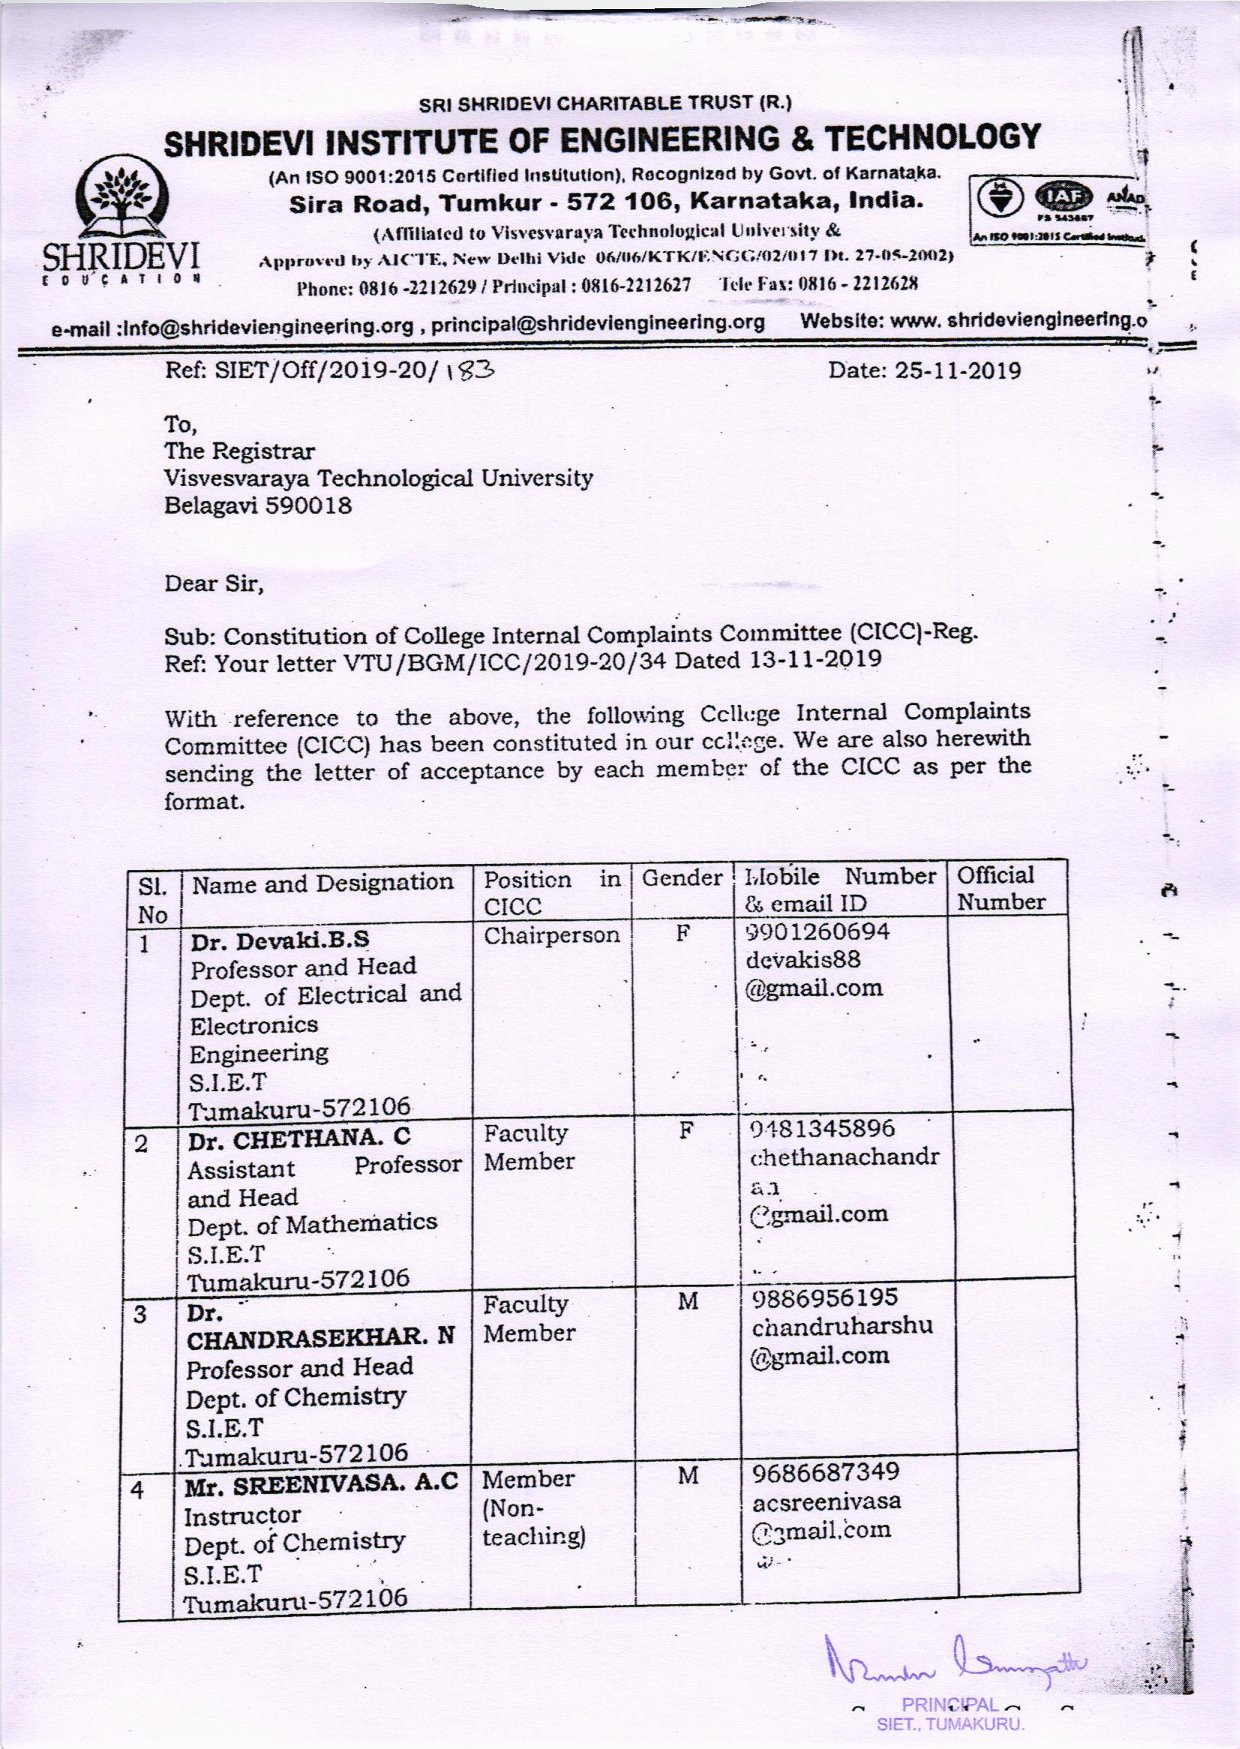 SRI SHRIDEVI CHARITABLE TRUST (R.)
SHRIDEVI INSTITUTE OF ENGINEERING & TECHNOLOGY
(An ISO 9001:2015 Certified Institution), Recognized by Govt. of Karnataka.
Sira Road, Tumkur - 572 106, Karnataka, India.
(Affiliated to Visvesvaraya Technological University &
Approved by AICTE, New Delhi Vide 06/06/KTK/ENGG/02/017 Dt. 27-05-2002)
Phone: 0816 -2212629 / Principal : 0816-2212627 Tele Fax: 0816 - 2212628
SHRIDEVI
EDUCATION
IAF
ANAB
An ISO 9001:2015 Certified
e-mail :Info@shrideviengineering.org , principal@shrideviengineering.org Website: www. shrideviengineering.o
Ref: SIET/Off/2019-20/183 Date: 25-11-2019
To,
The Registrar
Visvesvaraya Technological University
Belagavi 590018
Dear Sir,
Sub: Constitution of College Internal Complaints Committee (CICC)-Reg.
Ref: Your letter VTU/BGM/ICC/2019-20/34 Dated 13-11-2019
With reference to the above, the following College Internal Complaints
Committee (CICC) has been constituted in our college. We are also herewith
sending the letter of acceptance by each member of the CICC as per the
format.
Sl. No Name and Designation Position in CICC Gender Mobile Number & email ID Official Number
1 Dr. Devaki.B.S Chairperson F 9901260694
Professor and Head devakis88
Dept. of Electrical and @gmail.com
Electronics
Engineering
S.I.E.T
Tumakuru-572106
2 Dr. CHETHANA. C Faculty F 9481345896
Assistant Professor Member chethanachandr
and Head an
Dept. of Mathematics @gmail.com
S.I.E.T
Tumakuru-572106
3 Dr. Faculty M 9886956195
CHANDRASEKHAR. N Member chandruharshu
Professor and Head @gmail.com
Dept. of Chemistry
S.I.E.T
Tumakuru-572106
4 Mr. SREENIVASA. A.C Member M 9686687349
Instructor (Non- acsreenivasa
Dept. of Chemistry teaching) @gmail.com
S.I.E.T
Tumakuru-572106
PRINCIPAL
SIET., TUMAKURU.